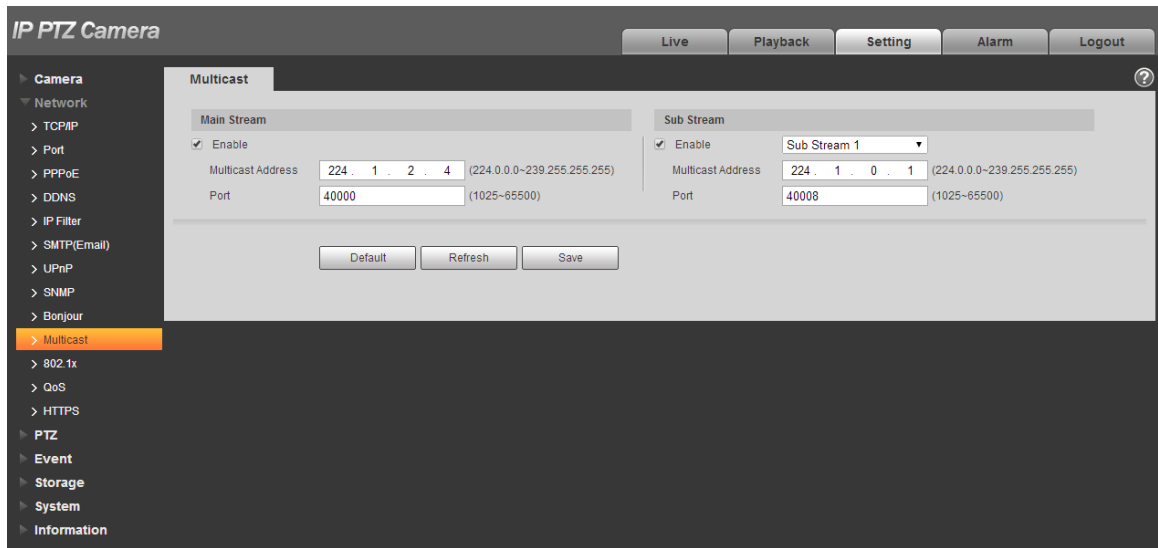 IP PTZ Camera
Live Playback Setting Alarm Logout
Camera
Network
TCP/IP
Port
PPPoE
DDNS
IP Filter
SMTP(Email)
UPnP
SNMP
Bonjour
Multicast
802.1x
QoS
HTTPS
PTZ
Event
Storage
System
Information
Multicast ?
Main Stream
Enable
Multicast Address 224 . 1 . 2 . 4 (224.0.0.0~239.255.255.255)
Port 40000 (1025~65500)
Sub Stream
Enable Sub Stream 1
Multicast Address 224 . 1 . 0 . 1 (224.0.0.0~239.255.255.255)
Port 40008 (1025~65500)
Default Refresh Save